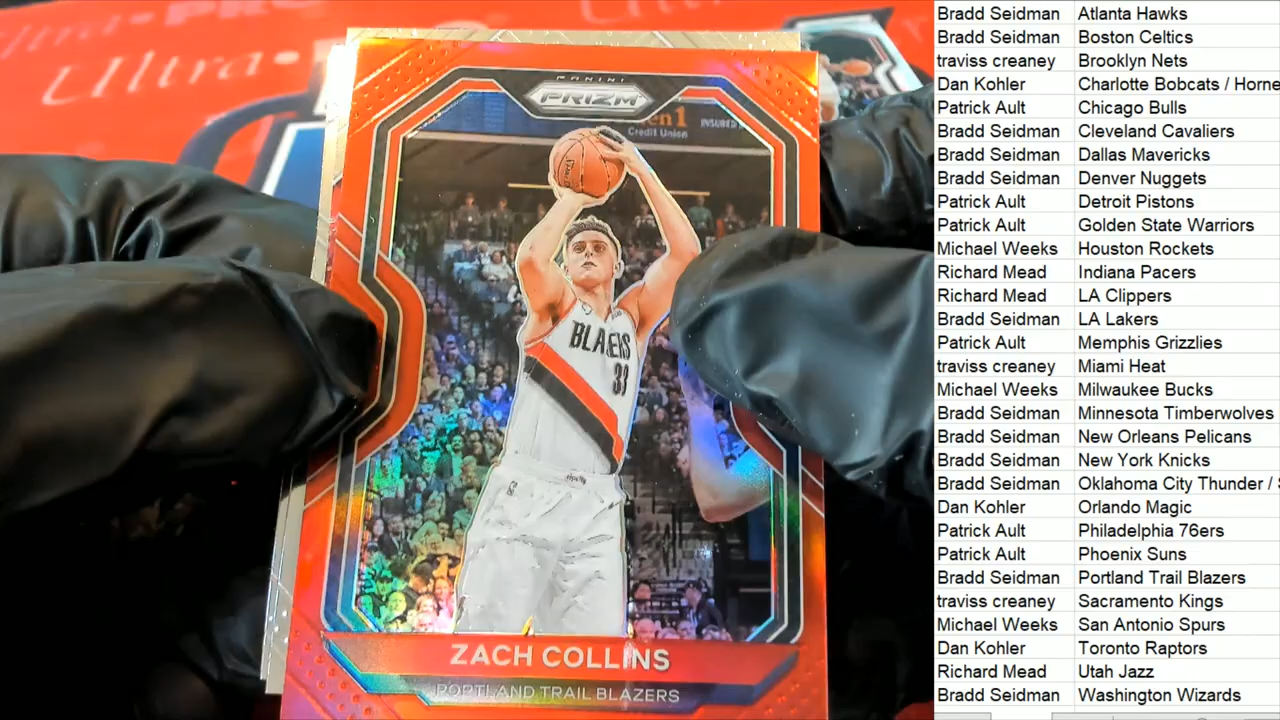 Ultra·PRO
PANINI
PRIZM
Credit Union
INSURED
BLAZERS
33
ZACH COLLINS
PORTLAND TRAIL BLAZERS
Bradd Seidman Atlanta Hawks
Bradd Seidman Boston Celtics
traviss creaney Brooklyn Nets
Dan Kohler Charlotte Bobcats / Horne
Patrick Ault Chicago Bulls
Bradd Seidman Cleveland Cavaliers
Bradd Seidman Dallas Mavericks
Bradd Seidman Denver Nuggets
Patrick Ault Detroit Pistons
Patrick Ault Golden State Warriors
Michael Weeks Houston Rockets
Richard Mead Indiana Pacers
Richard Mead LA Clippers
Bradd Seidman LA Lakers
Patrick Ault Memphis Grizzlies
traviss creaney Miami Heat
Michael Weeks Milwaukee Bucks
Bradd Seidman Minnesota Timberwolves
Bradd Seidman New Orleans Pelicans
Bradd Seidman New York Knicks
Bradd Seidman Oklahoma City Thunder /
Dan Kohler Orlando Magic
Patrick Ault Philadelphia 76ers
Patrick Ault Phoenix Suns
Bradd Seidman Portland Trail Blazers
traviss creaney Sacramento Kings
Michael Weeks San Antonio Spurs
Dan Kohler Toronto Raptors
Richard Mead Utah Jazz
Bradd Seidman Washington Wizards